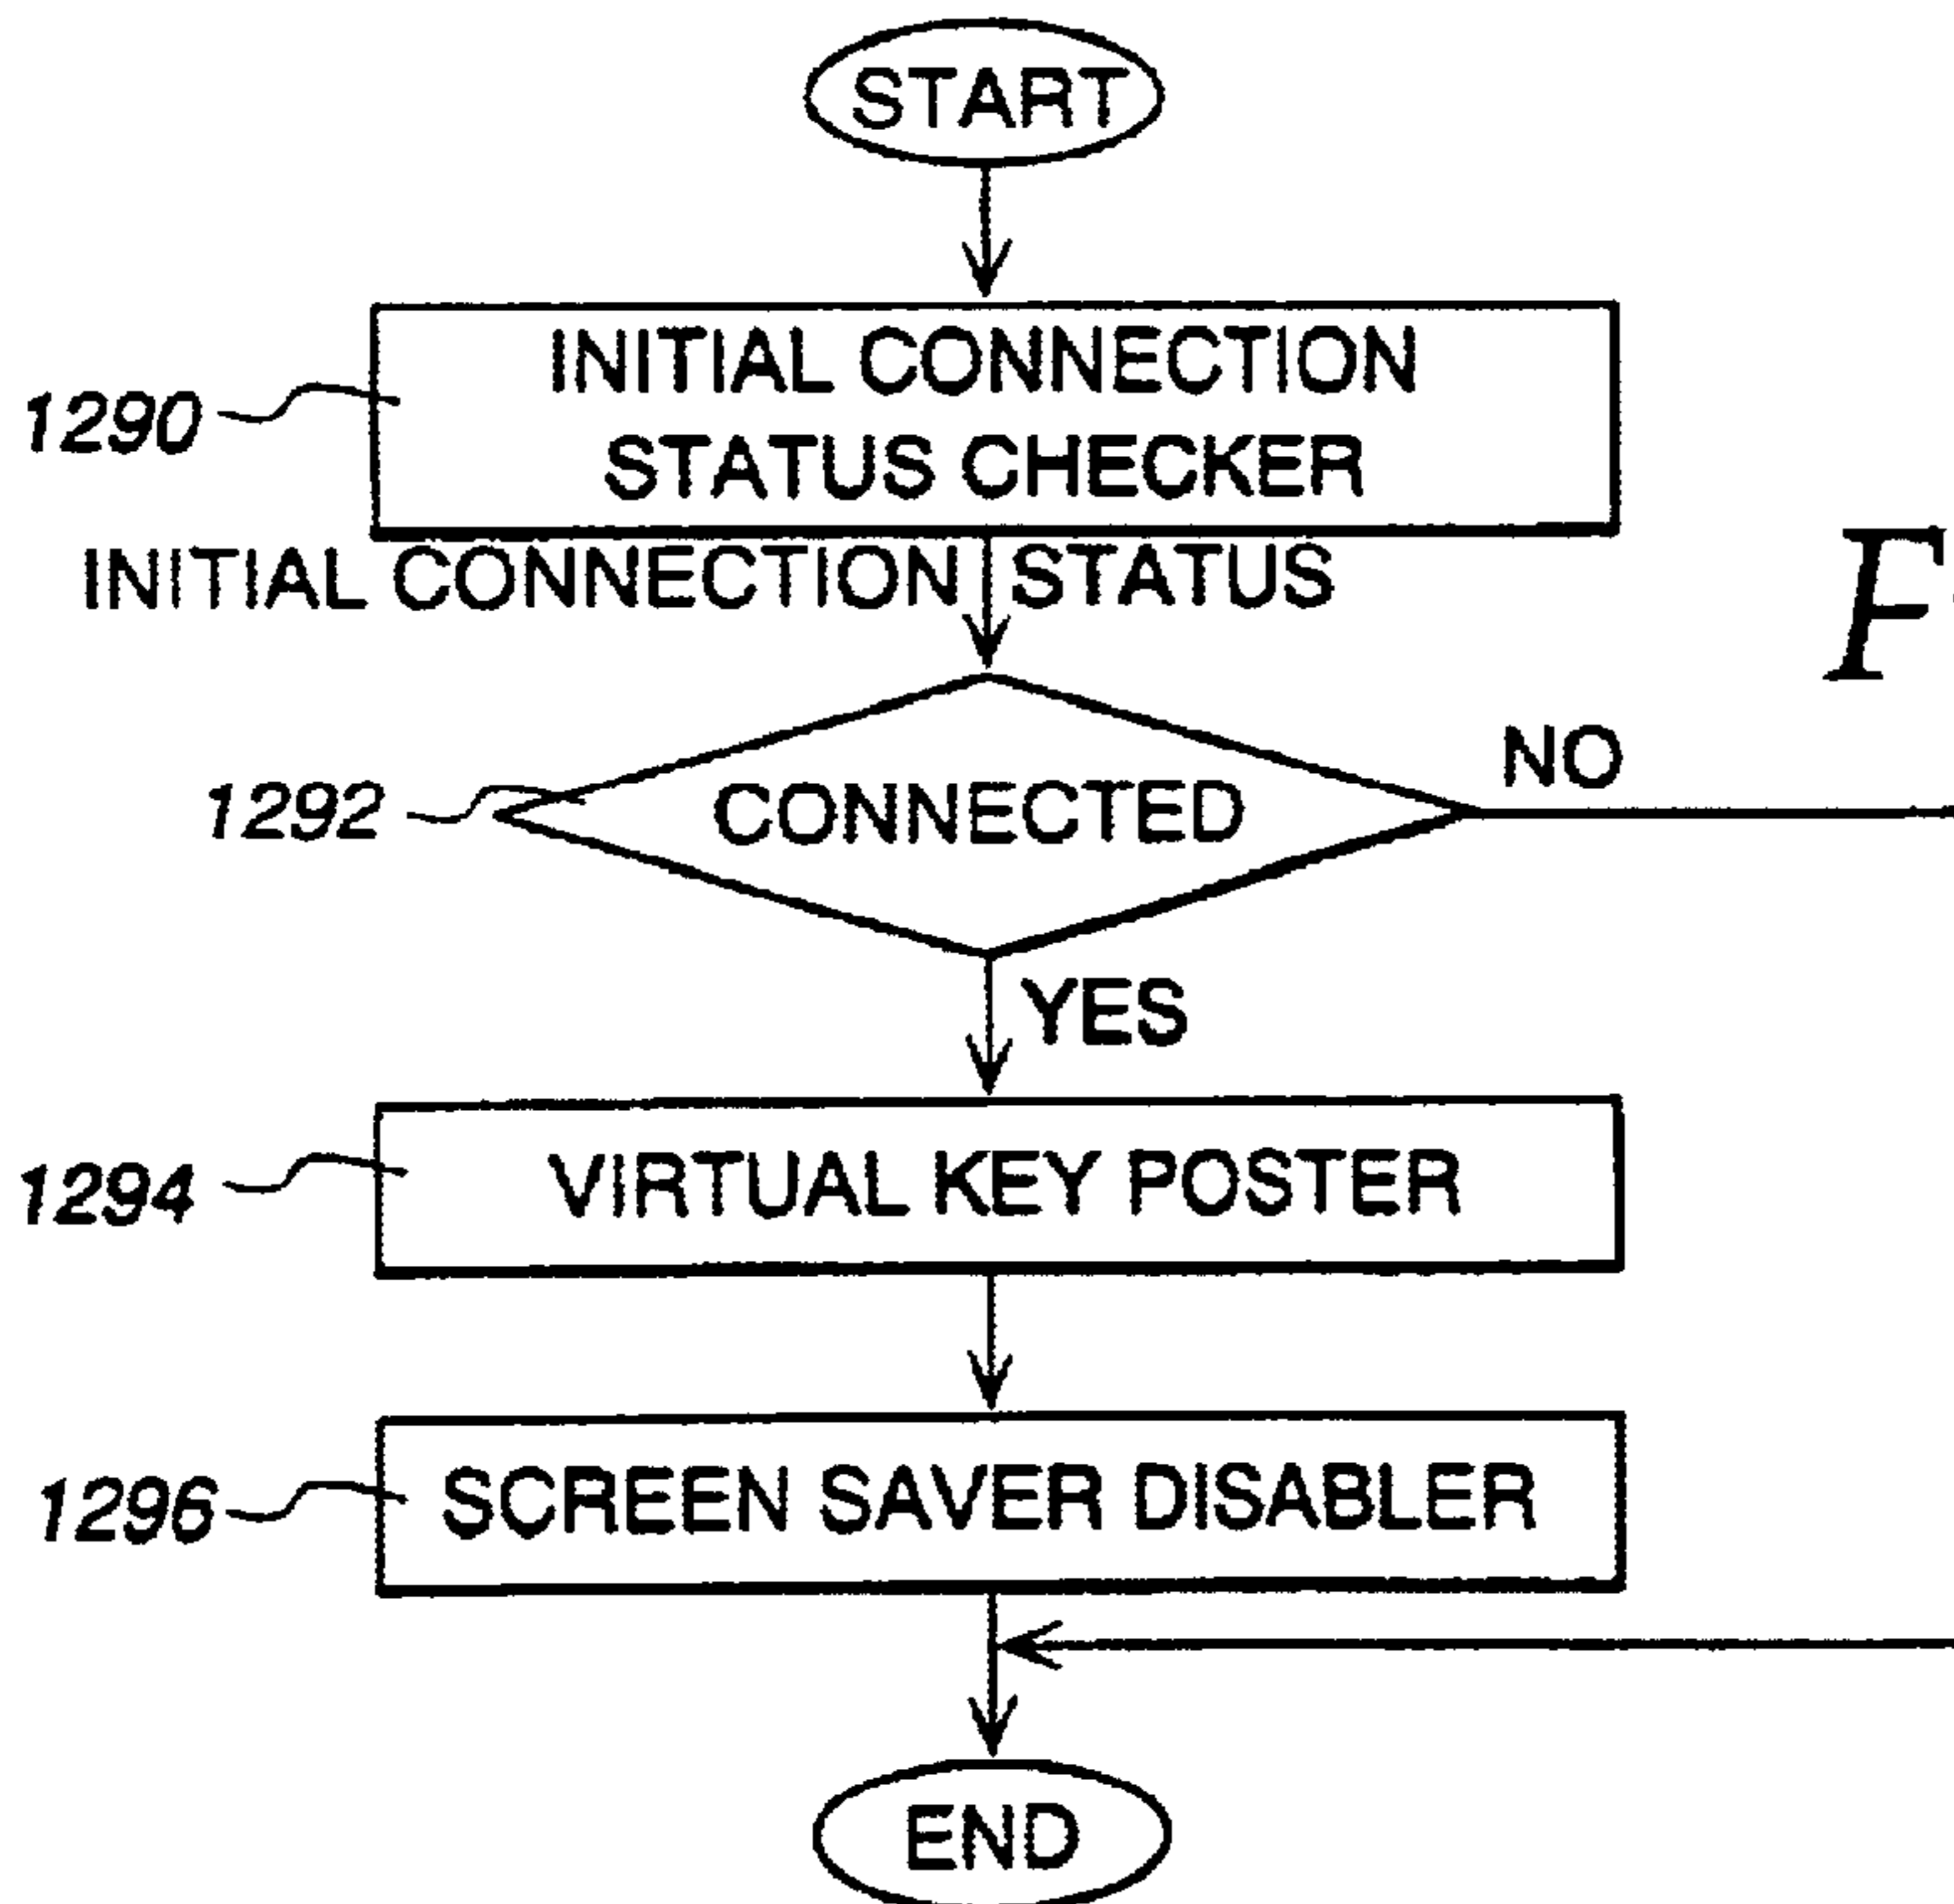 START
INITIAL CONNECTION
STATUS CHECKER
1290
INITIAL CONNECTION STATUS
F
NO
1292
CONNECTED
YES
1294
VIRTUAL KEY POSTER
1296
SCREEN SAVER DISABLER
END